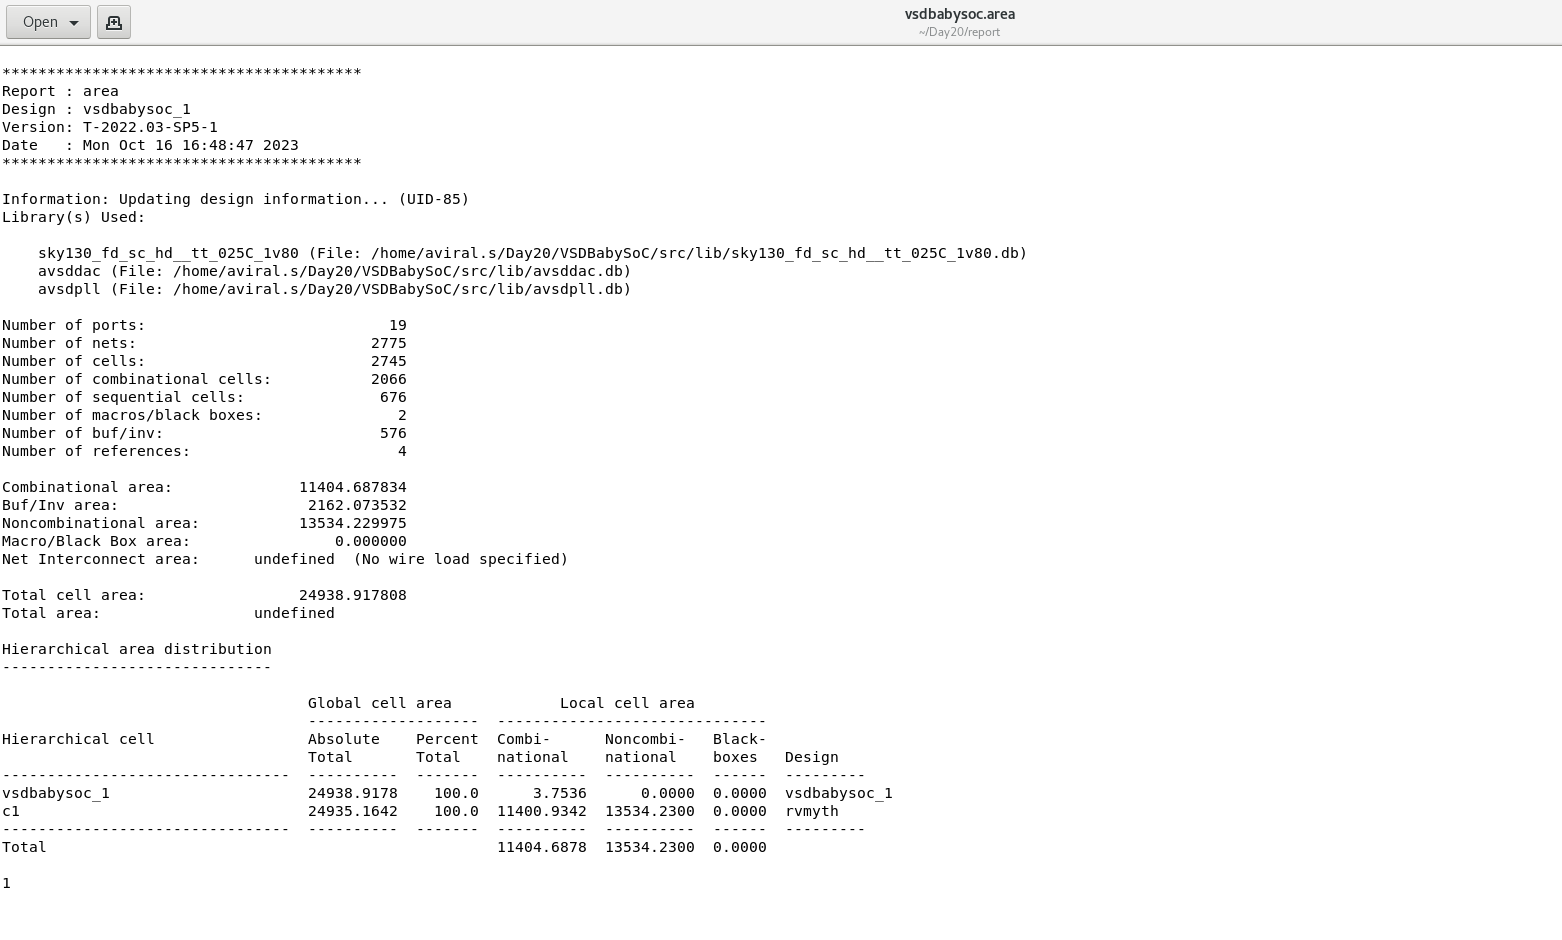 Open
vsdbabysoc.area
~/Day20/report
****************************************
Report : area
Design : vsdbabysoc_1
Version: T-2022.03-SP5-1
Date   : Mon Oct 16 16:48:47 2023
****************************************
Information: Updating design information... (UID-85)
Library(s) Used:
    sky130_fd_sc_hd__tt_025C_1v80 (File: /home/aviral.s/Day20/VSDBabySoC/src/lib/sky130_fd_sc_hd__tt_025C_1v80.db)
    avsddac (File: /home/aviral.s/Day20/VSDBabySoC/src/lib/avsddac.db)
    avsdpll (File: /home/aviral.s/Day20/VSDBabySoC/src/lib/avsdpll.db)
Number of ports:                           19
Number of nets:                          2775
Number of cells:                         2745
Number of combinational cells:           2066
Number of sequential cells:               676
Number of macros/black boxes:               2
Number of buf/inv:                        576
Number of references:                       4
Combinational area:              11404.687834
Buf/Inv area:                     2162.073532
Noncombinational area:           13534.229975
Macro/Black Box area:                0.000000
Net Interconnect area:      undefined  (No wire load specified)
Total cell area:                 24938.917808
Total area:                 undefined
Hierarchical area distribution
------------------------------
                                  Global cell area            Local cell area
                                  -------------------  ------------------------------
Hierarchical cell                 Absolute    Percent  Combi-      Noncombi-   Black-
                                  Total       Total    national    national    boxes   Design
--------------------------------  ----------  -------  ----------  ----------  ------  ---------
vsdbabysoc_1                      24938.9178    100.0      3.7536      0.0000  0.0000  vsdbabysoc_1
c1                                24935.1642    100.0  11400.9342  13534.2300  0.0000  rvmyth
--------------------------------  ----------  -------  ----------  ----------  ------  ---------
Total                                                  11404.6878  13534.2300  0.0000
1